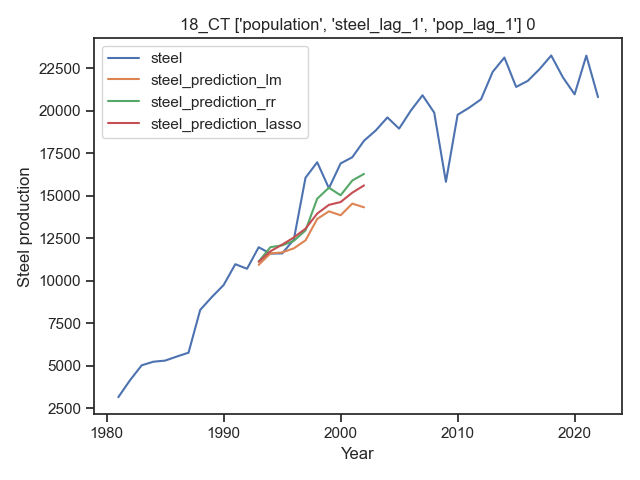 18_CT ['population', 'steel_lag_1', 'pop_lag_1'] 0
steel
steel_prediction_lm
steel_prediction_rr
steel_prediction_lasso
Steel production
22500
20000
17500
15000
12500
10000
7500
5000
2500
1980
1990
2000
2010
2020
Year